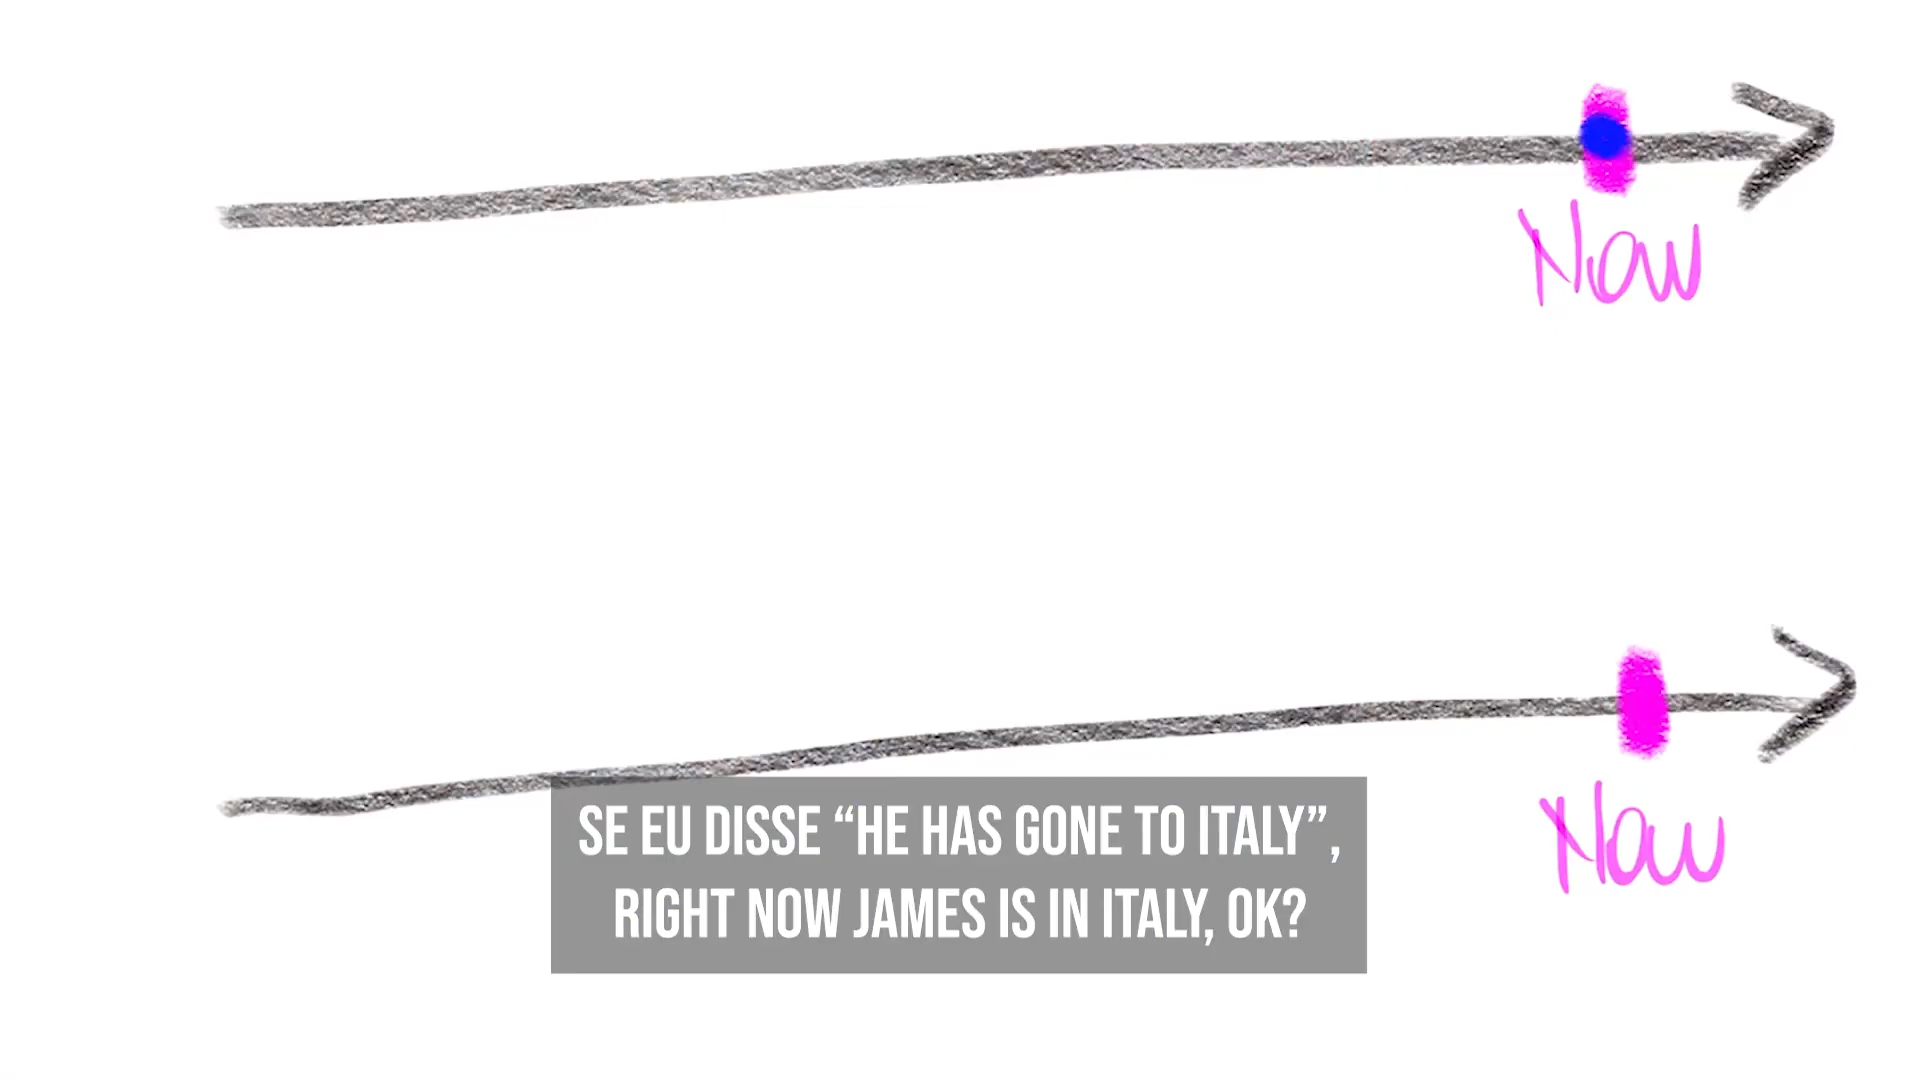 Now
Now
SE EU DISSE “HE HAS GONE TO ITALY”,
RIGHT NOW JAMES IS IN ITALY, OK?